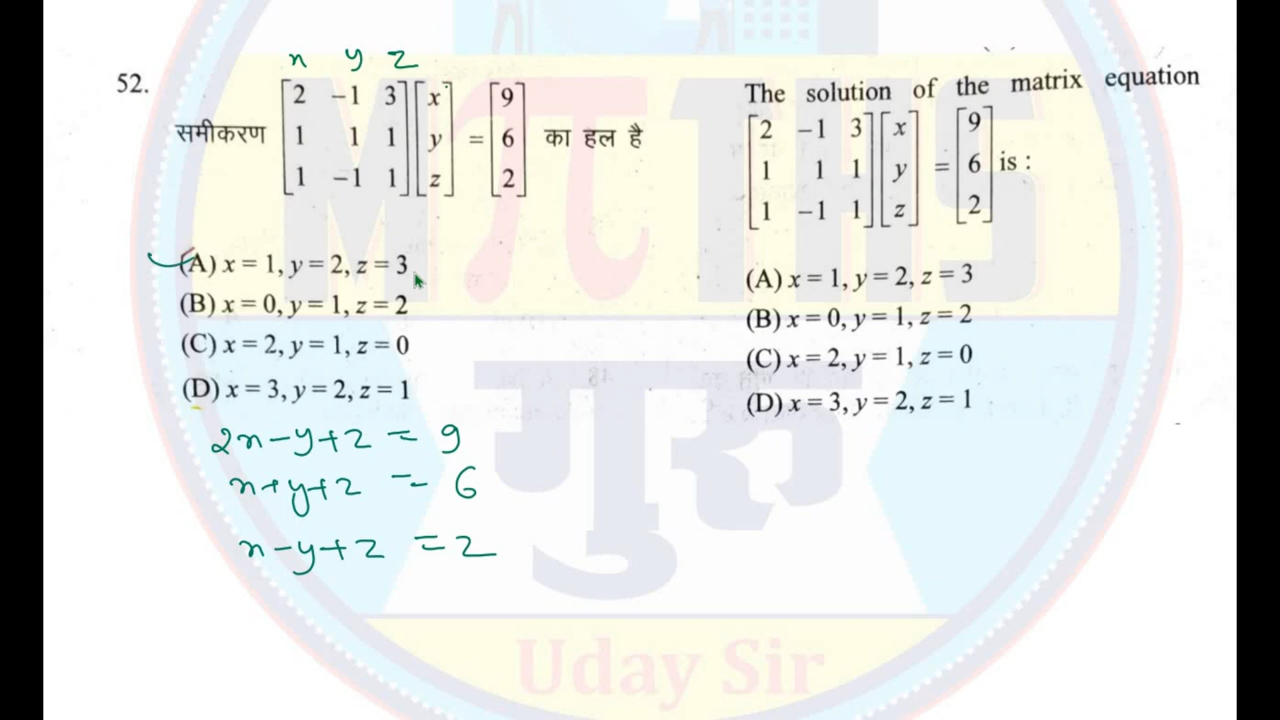 x y z
52.
समीकरण [2 -1 3; 1 1 1; 1 -1 1] [x; y; z] = [9; 6; 2] का हल है
(A) x = 1, y = 2, z = 3
(B) x = 0, y = 1, z = 2
(C) x = 2, y = 1, z = 0
(D) x = 3, y = 2, z = 1
2x-y+z = 9
x+y+z = 6
x-y+z = 2
The solution of the matrix equation
[2 -1 3; 1 1 1; 1 -1 1] [x; y; z] = [9; 6; 2] is :
(A) x = 1, y = 2, z = 3
(B) x = 0, y = 1, z = 2
(C) x = 2, y = 1, z = 0
(D) x = 3, y = 2, z = 1
MπTHS
गुरु
Uday Sir